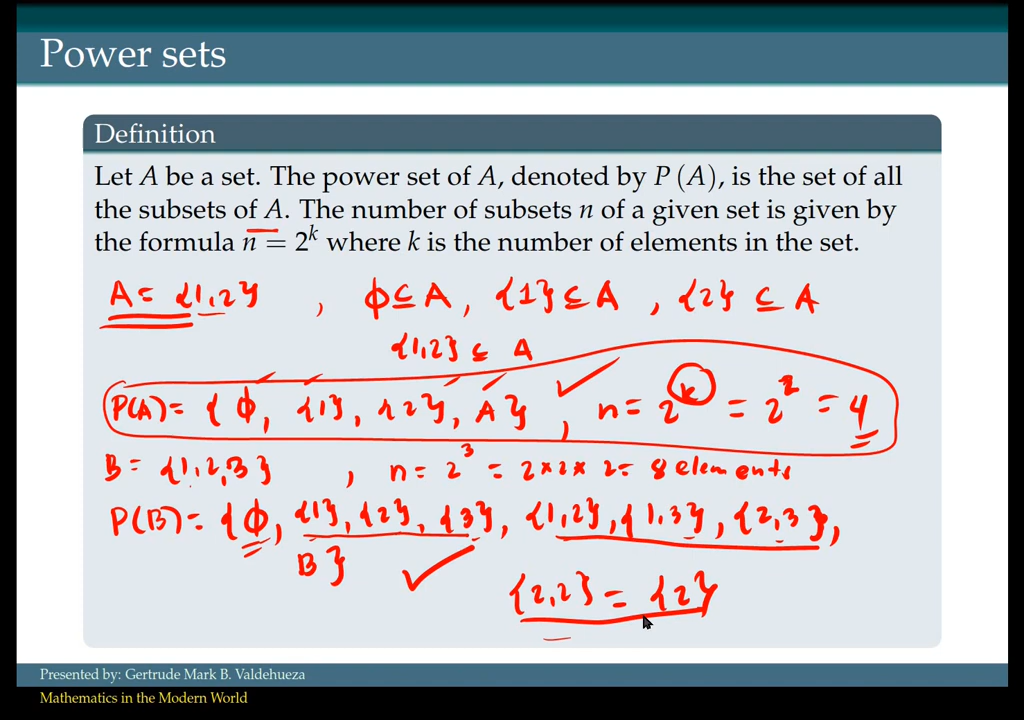 Power sets
Definition
Let A be a set. The power set of A, denoted by P (A), is the set of all
the subsets of A. The number of subsets n of a given set is given by
the formula n = 2^k where k is the number of elements in the set.
A = {1,2} , ϕ ⊆ A, {1} ⊆ A , {2} ⊆ A
{1,2} ⊆ A
P(A) = { ϕ, {1}, {2}, A } , n = 2^k = 2^2 = 4
B = {1,2,3} , n = 2^3 = 2×2×2 = 8 elements
P(B) = {ϕ, {1}, {2}, {3}, {1,2}, {1,3}, {2,3},
B}
{2,2} = {2}
Presented by: Gertrude Mark B. Valdehueza
Mathematics in the Modern World